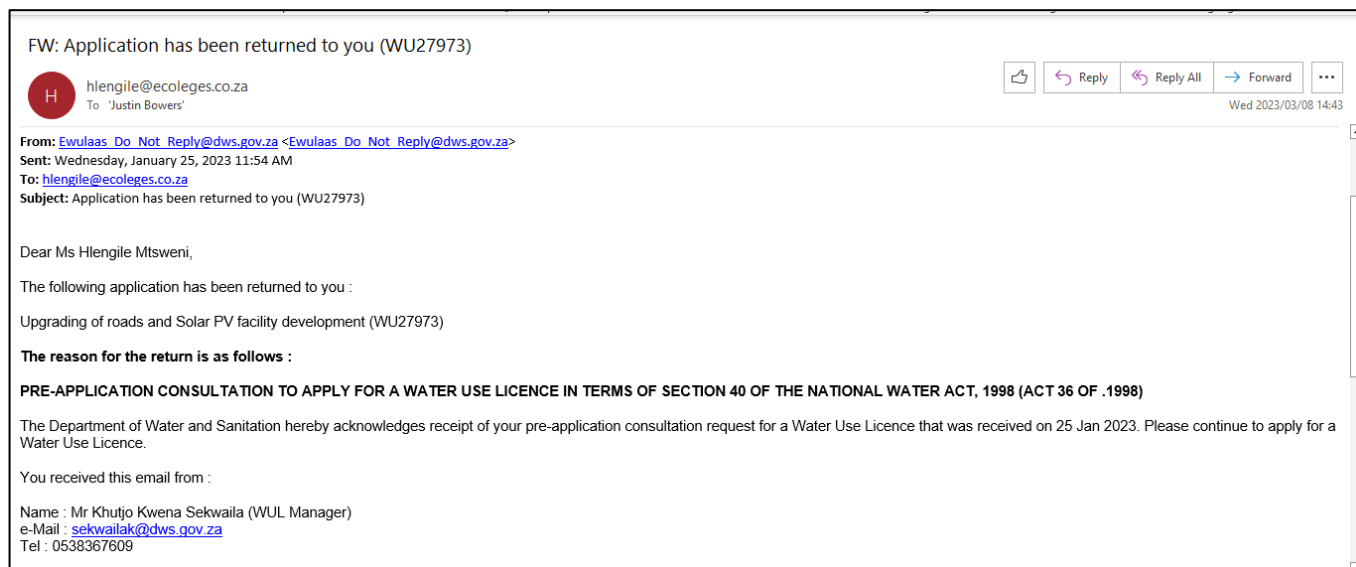 FW: Application has been returned to you (WU27973)
H
hlengile@ecoleges.co.za
To 'Justin Bowers'
Reply
Reply All
Forward
Wed 2023/03/08 14:43
From: Ewulaas_Do_Not_Reply@dws.gov.za <Ewulaas_Do_Not_Reply@dws.gov.za>
Sent: Wednesday, January 25, 2023 11:54 AM
To: hlengile@ecoleges.co.za
Subject: Application has been returned to you (WU27973)
Dear Ms Hlengile Mtsweni,
The following application has been returned to you :
Upgrading of roads and Solar PV facility development (WU27973)
The reason for the return is as follows :
PRE-APPLICATION CONSULTATION TO APPLY FOR A WATER USE LICENCE IN TERMS OF SECTION 40 OF THE NATIONAL WATER ACT, 1998 (ACT 36 OF .1998)
The Department of Water and Sanitation hereby acknowledges receipt of your pre-application consultation request for a Water Use Licence that was received on 25 Jan 2023. Please continue to apply for a
Water Use Licence.
You received this email from :
Name : Mr Khutjo Kwena Sekwaila (WUL Manager)
e-Mail : sekwailak@dws.gov.za
Tel : 0538367609